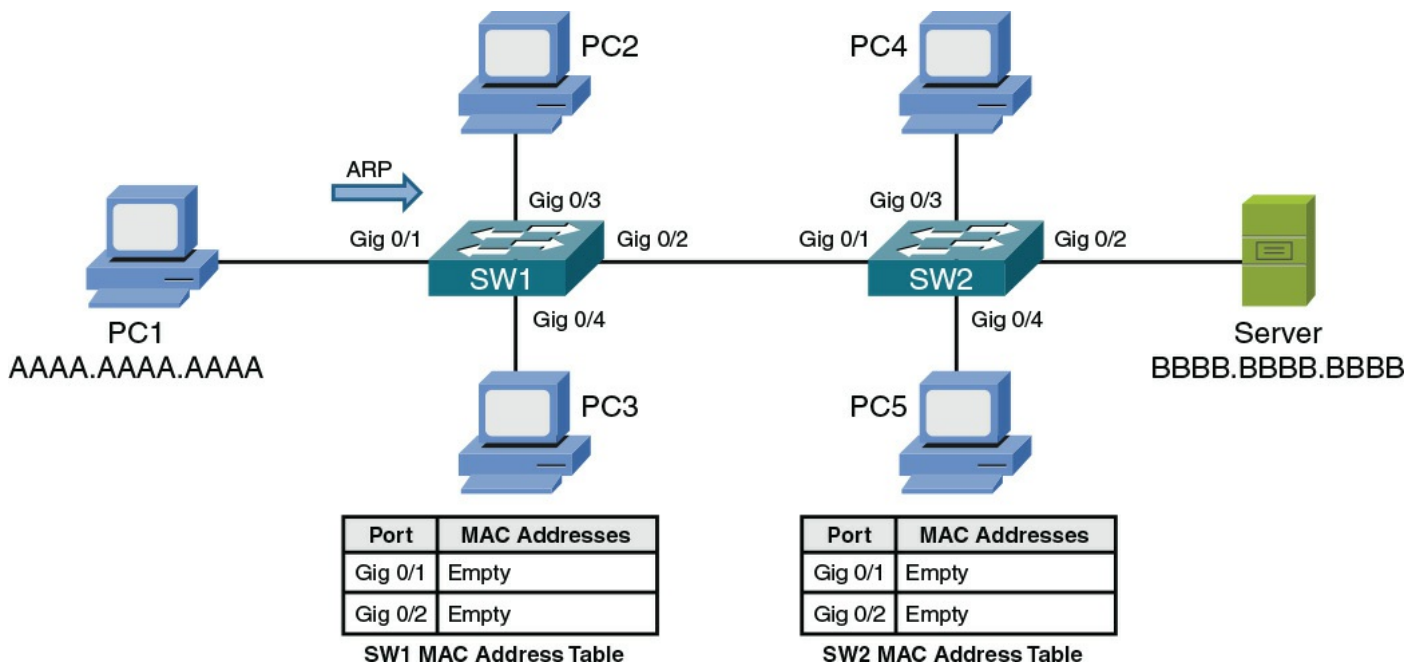 PC2
PC4
ARP
Gig 0/3
Gig 0/3
Gig 0/1
Gig 0/2
Gig 0/1
Gig 0/2
SW1
SW2
Gig 0/4
Gig 0/4
PC1
AAAA.AAAA.AAAA
Server
BBBB.BBBB.BBBB
PC3
PC5
Port MAC Addresses
Gig 0/1 Empty
Gig 0/2 Empty
SW1 MAC Address Table
Port MAC Addresses
Gig 0/1 Empty
Gig 0/2 Empty
SW2 MAC Address Table